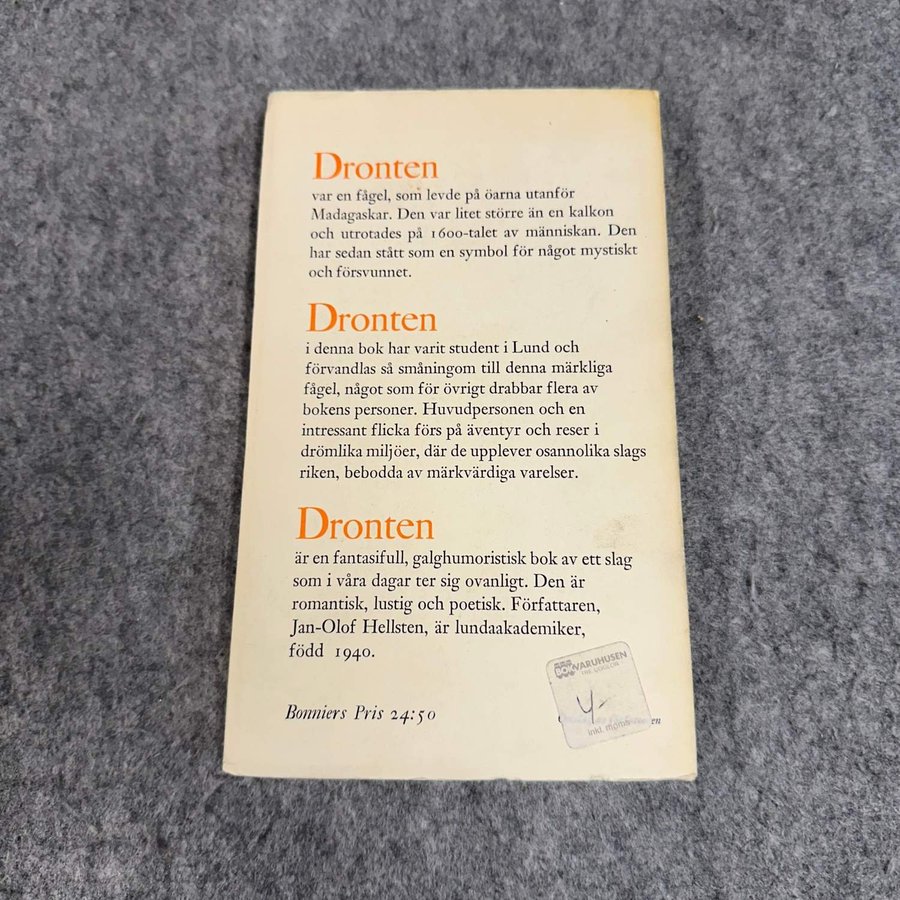 Dronten
var en fågel, som levde på öarna utanför
Madagaskar. Den var litet större än en kalkon
och utrotades på 1600-talet av människan. Den
har sedan stått som en symbol för något mystiskt
och försvunnet.
Dronten
i denna bok har varit student i Lund och
förvandlas så småningom till denna märkliga
fågel, något som för övrigt drabbar flera av
bokens personer. Huvudpersonen och en
intressant flicka förs på äventyr och reser i
drömlika miljöer, där de upplever osannolika slags
riken, bebodda av märkvärdiga varelser.
Dronten
är en fantasifull, galghumoristisk bok av ett slag
som i våra dagar ter sig ovanligt. Den är
romantisk, lustig och poetisk. Författaren,
Jan-Olof Hellsten, är lundaakademiker,
född 1940.
BOKVARUHUSEN
4-
inkl. moms
Bonniers Pris 24:50